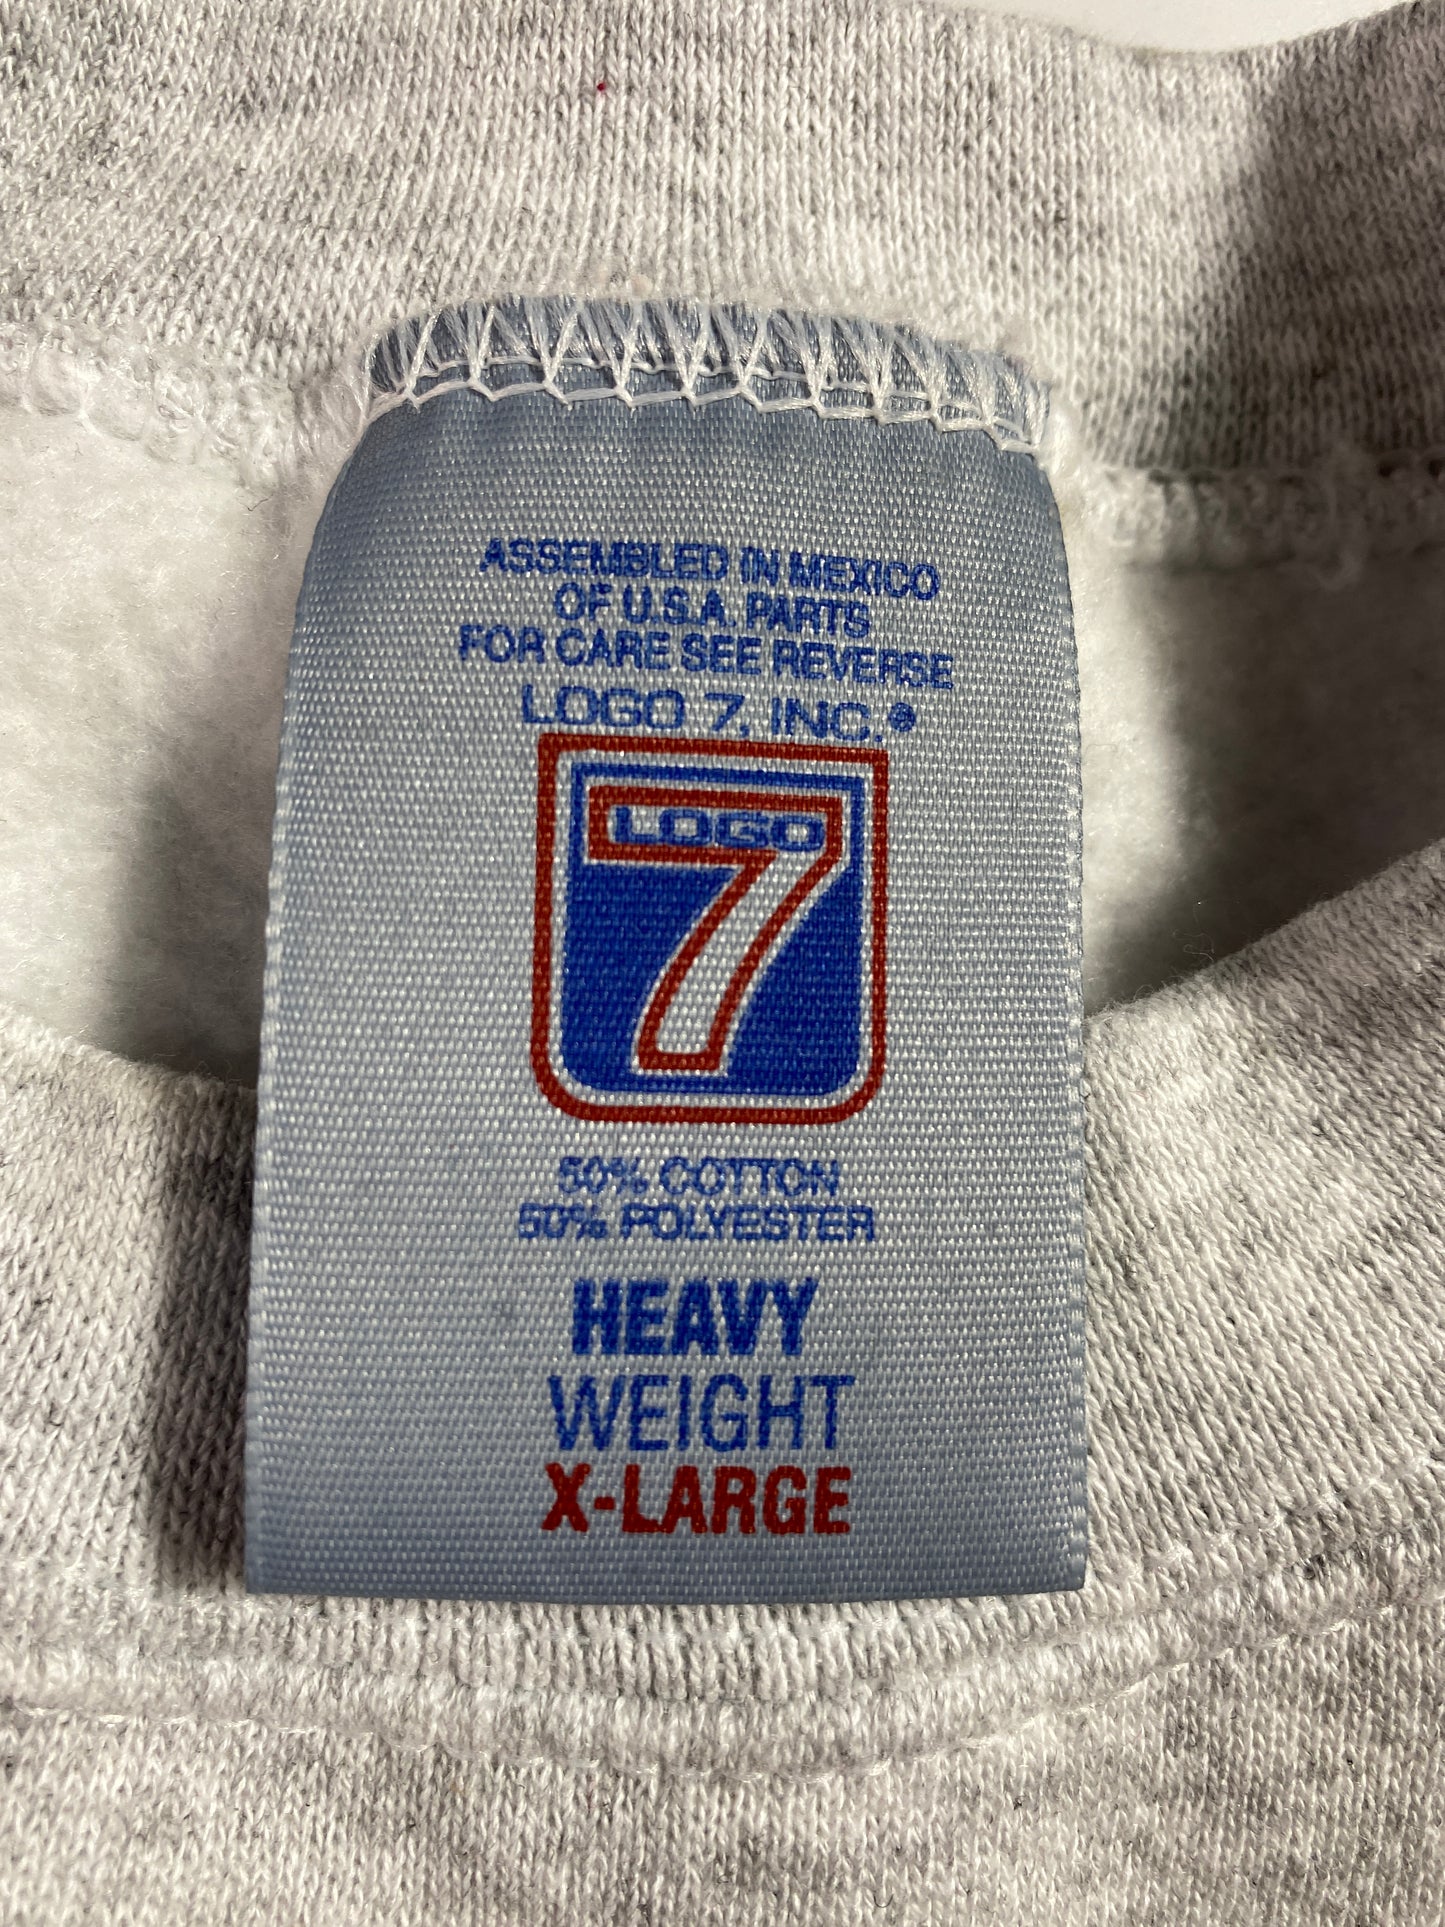 ASSEMBLED IN MEXICO
OF U.S.A. PARTS
FOR CARE SEE REVERSE
LOGO 7, INC.®
LOGO
7
50% COTTON
50% POLYESTER
HEAVY
WEIGHT
X-LARGE